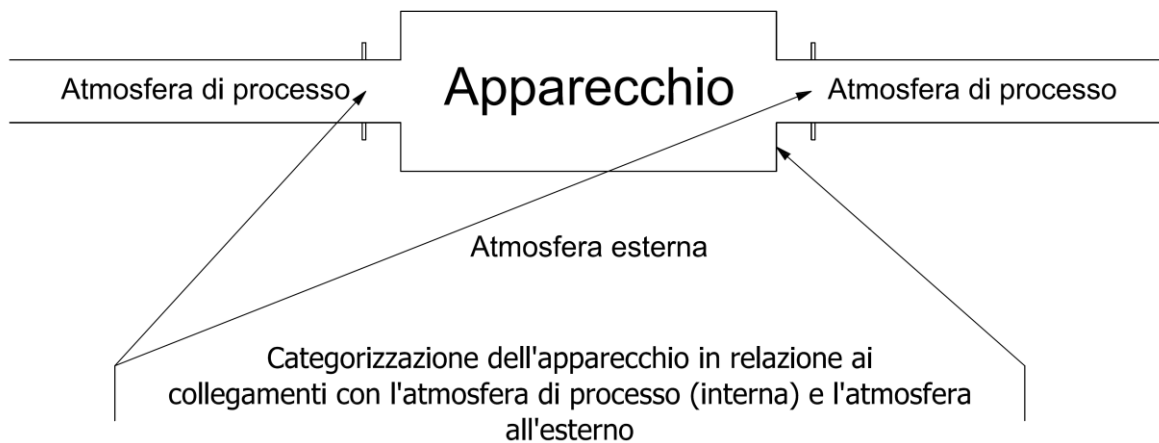 Atmosfera di processo
Apparecchio
Atmosfera di processo
Atmosfera esterna
Categorizzazione dell'apparecchio in relazione ai
collegamenti con l'atmosfera di processo (interna) e l'atmosfera
all'esterno